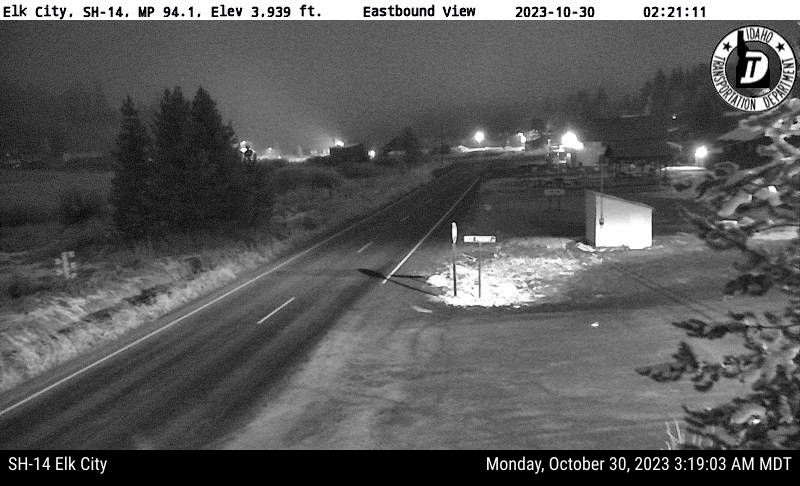 Elk City, SH-14, MP 94.1, Elev 3,939 ft. Eastbound View 2023-10-30 02:21:11
IDAHO
TRANSPORTATION DEPARTMENT
SH-14 Elk City Monday, October 30, 2023 3:19:03 AM MDT